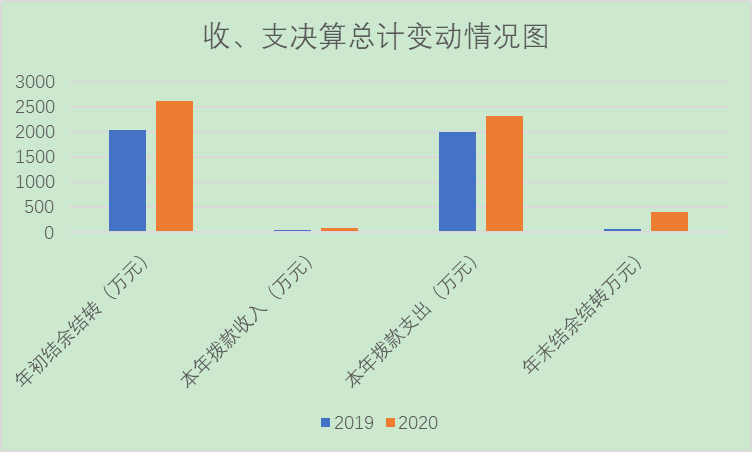 收、支决算总计变动情况图
3000
2500
2000
1500
1000
500
0
年初结余结转（万元）
本年拨款收入（万元）
本年拨款支出（万元）
年末结余结转万元）
2019 2020